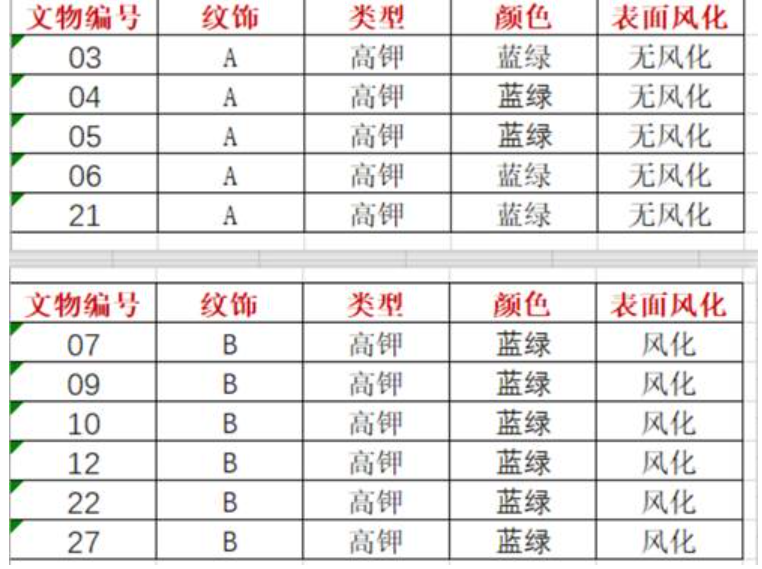 文物编号 纹饰 类型 颜色 表面风化
03 A 高钾 蓝绿 无风化
04 A 高钾 蓝绿 无风化
05 A 高钾 蓝绿 无风化
06 A 高钾 蓝绿 无风化
21 A 高钾 蓝绿 无风化
文物编号 纹饰 类型 颜色 表面风化
07 B 高钾 蓝绿 风化
09 B 高钾 蓝绿 风化
10 B 高钾 蓝绿 风化
12 B 高钾 蓝绿 风化
22 B 高钾 蓝绿 风化
27 B 高钾 蓝绿 风化